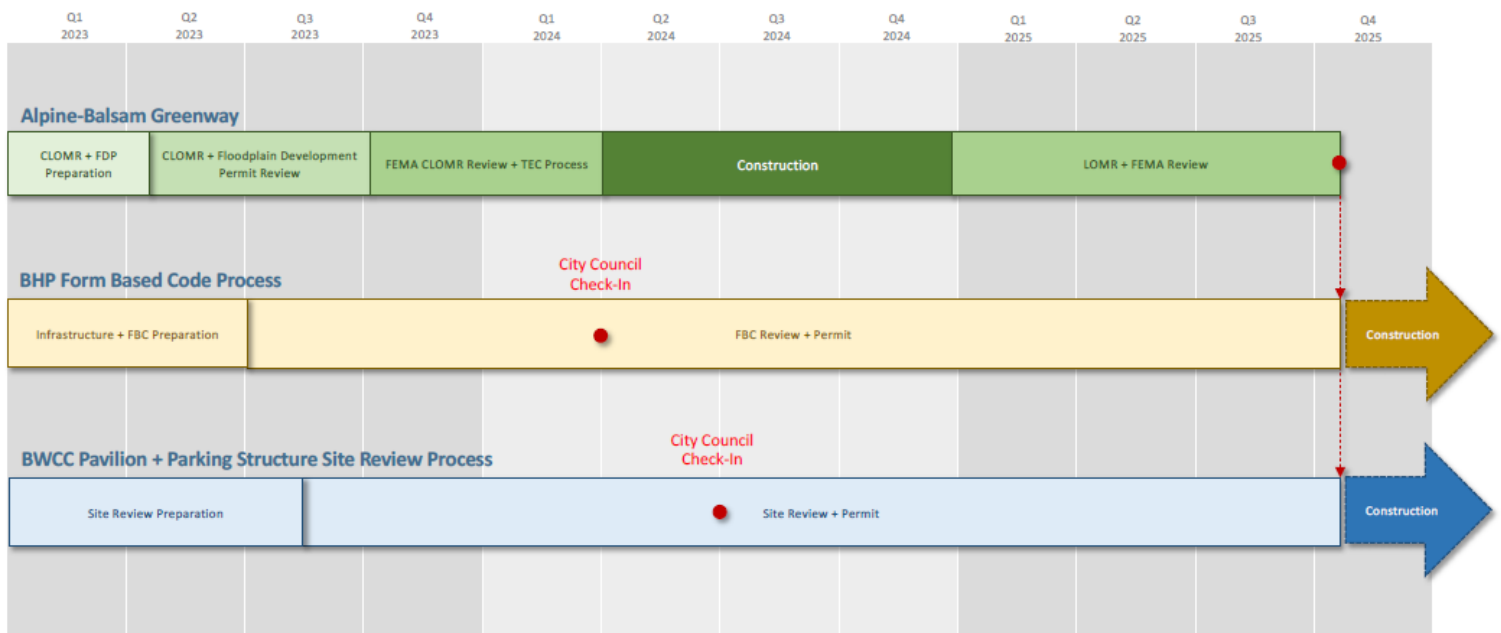 Q1 Q2 Q3 Q4 Q1 Q2 Q3 Q4 Q1 Q2 Q3 Q4
2023 2023 2023 2023 2024 2024 2024 2024 2025 2025 2025 2025
Alpine-Balsam Greenway
CLOMR + FDP
Preparation
CLOMR + Floodplain Development
Permit Review
FEMA CLOMR Review + TEC Process
Construction
LOMR + FEMA Review
City Council
Check-In
BHP Form Based Code Process
Infrastructure + FBC Preparation
FBC Review + Permit
Construction
City Council
Check-In
BWCC Pavilion + Parking Structure Site Review Process
Site Review Preparation
Site Review + Permit
Construction